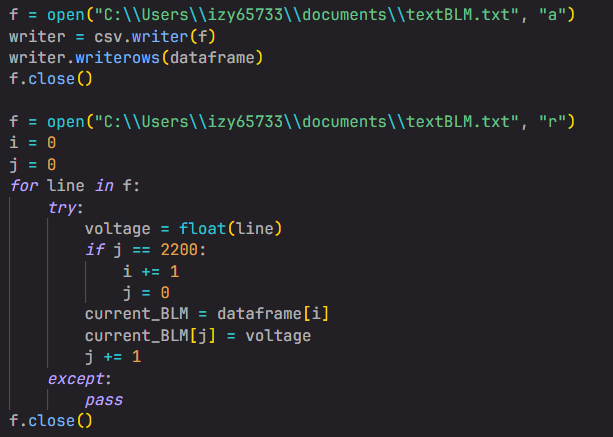 f = open("C:\\Users\\izy65733\\documents\\textBLM.txt", "a")
writer = csv.writer(f)
writer.writerows(dataframe)
f.close()

f = open("C:\\Users\\izy65733\\documents\\textBLM.txt", "r")
i = 0
j = 0
for line in f:
    try:
        voltage = float(line)
        if j == 2200:
            i += 1
            j = 0
        current_BLM = dataframe[i]
        current_BLM[j] = voltage
        j += 1
    except:
        pass
f.close()